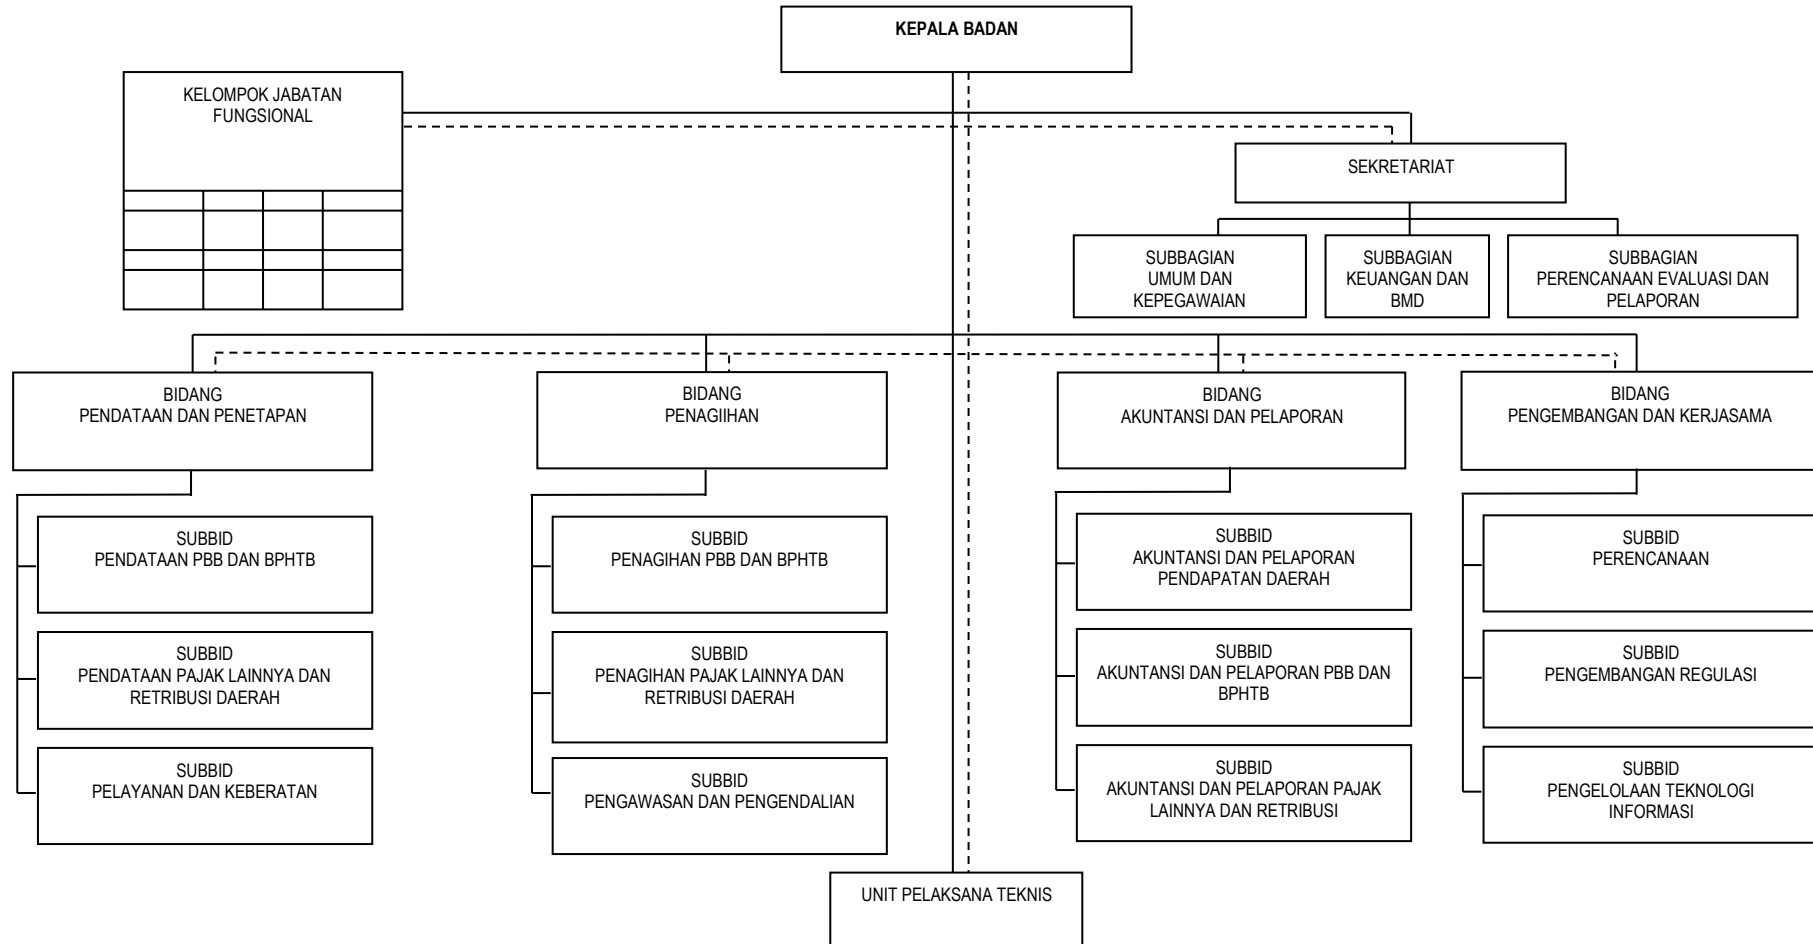 KEPALA BADAN
KELOMPOK JABATAN
FUNGSIONAL
SEKRETARIAT
SUBBAGIAN
UMUM DAN
KEPEGAWAIAN
SUBBAGIAN
KEUANGAN DAN
BMD
SUBBAGIAN
PERENCANAAN EVALUASI DAN
PELAPORAN
BIDANG
PENDATAAN DAN PENETAPAN
BIDANG
PENAGIIHAN
BIDANG
AKUNTANSI DAN PELAPORAN
BIDANG
PENGEMBANGAN DAN KERJASAMA
SUBBID
PENDATAAN PBB DAN BPHTB
SUBBID
PENDATAAN PAJAK LAINNYA DAN
RETRIBUSI DAERAH
SUBBID
PELAYANAN DAN KEBERATAN
SUBBID
PENAGIHAN PBB DAN BPHTB
SUBBID
PENAGIHAN PAJAK LAINNYA DAN
RETRIBUSI DAERAH
SUBBID
PENGAWASAN DAN PENGENDALIAN
SUBBID
AKUNTANSI DAN PELAPORAN
PENDAPATAN DAERAH
SUBBID
AKUNTANSI DAN PELAPORAN PBB DAN
BPHTB
SUBBID
AKUNTANSI DAN PELAPORAN PAJAK
LAINNYA DAN RETRIBUSI
SUBBID
PERENCANAAN
SUBBID
PENGEMBANGAN REGULASI
SUBBID
PENGELOLAAN TEKNOLOGI
INFORMASI
UNIT PELAKSANA TEKNIS